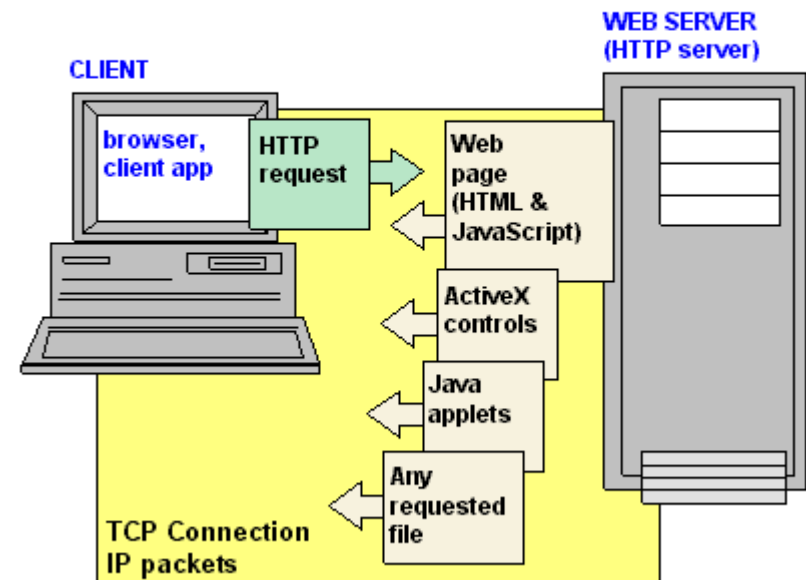 WEB SERVER
(HTTP server)
CLIENT
browser,
client app
HTTP
request
Web
page
(HTML &
JavaScript)
ActiveX
controls
Java
applets
Any
requested
file
TCP Connection
IP packets